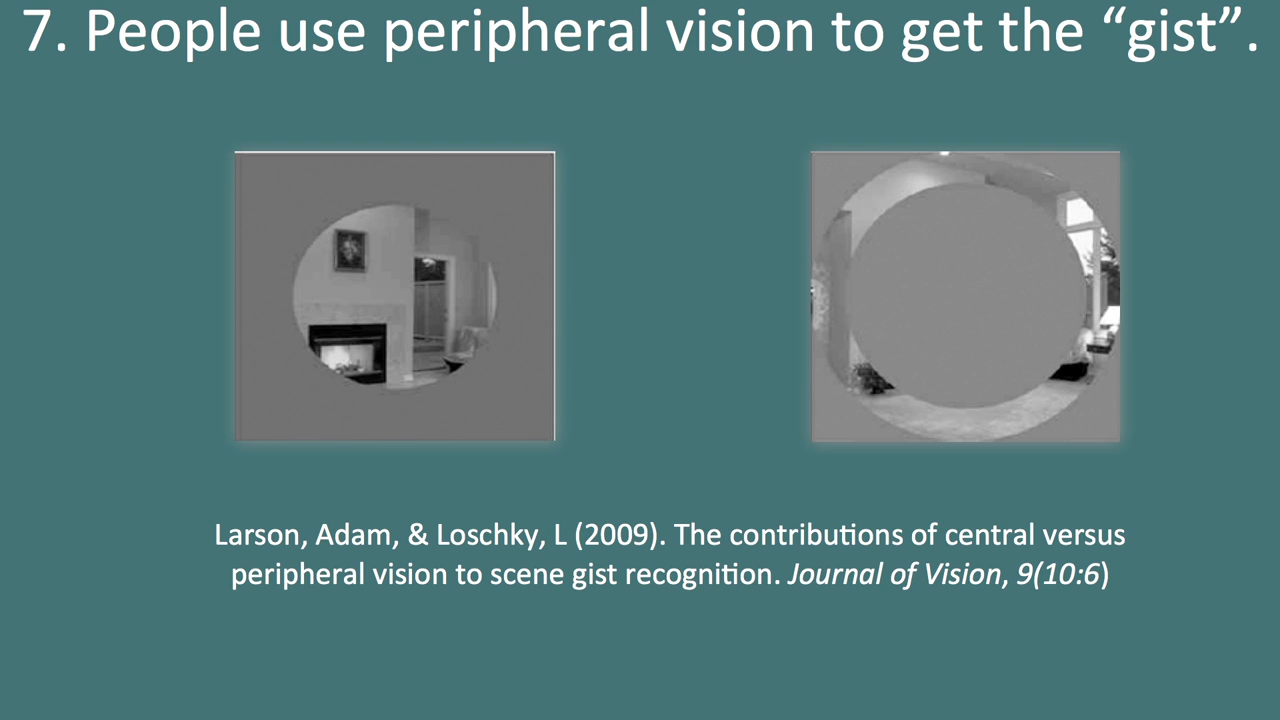 7. People use peripheral vision to get the “gist”.
Larson, Adam, & Loschky, L (2009). The contributions of central versus
peripheral vision to scene gist recognition. Journal of Vision, 9(10:6)